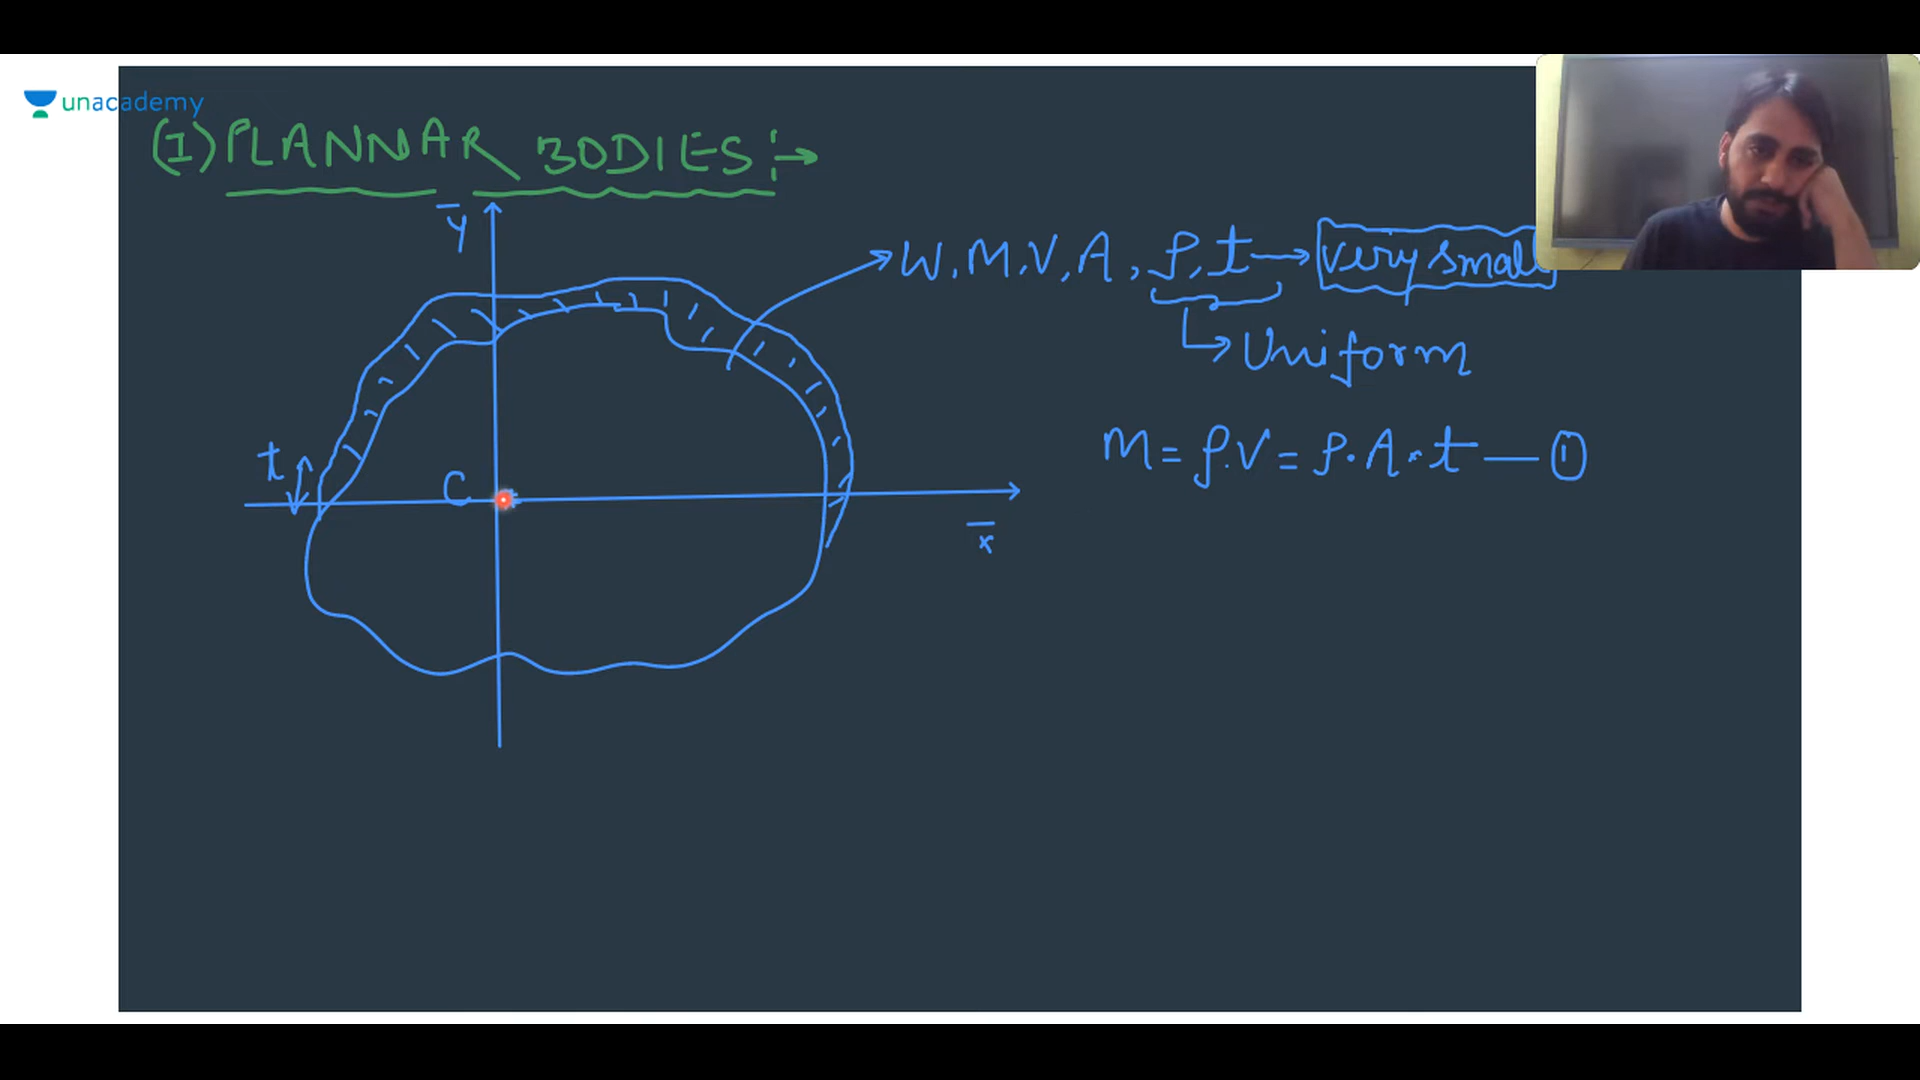 unacademy
(I) PLANNAR BODIES :→
y̅
W, M, V, A, ρ, t → very small
→ Uniform
t
C
x̅
M = ρ.V = ρ.A.t — ①